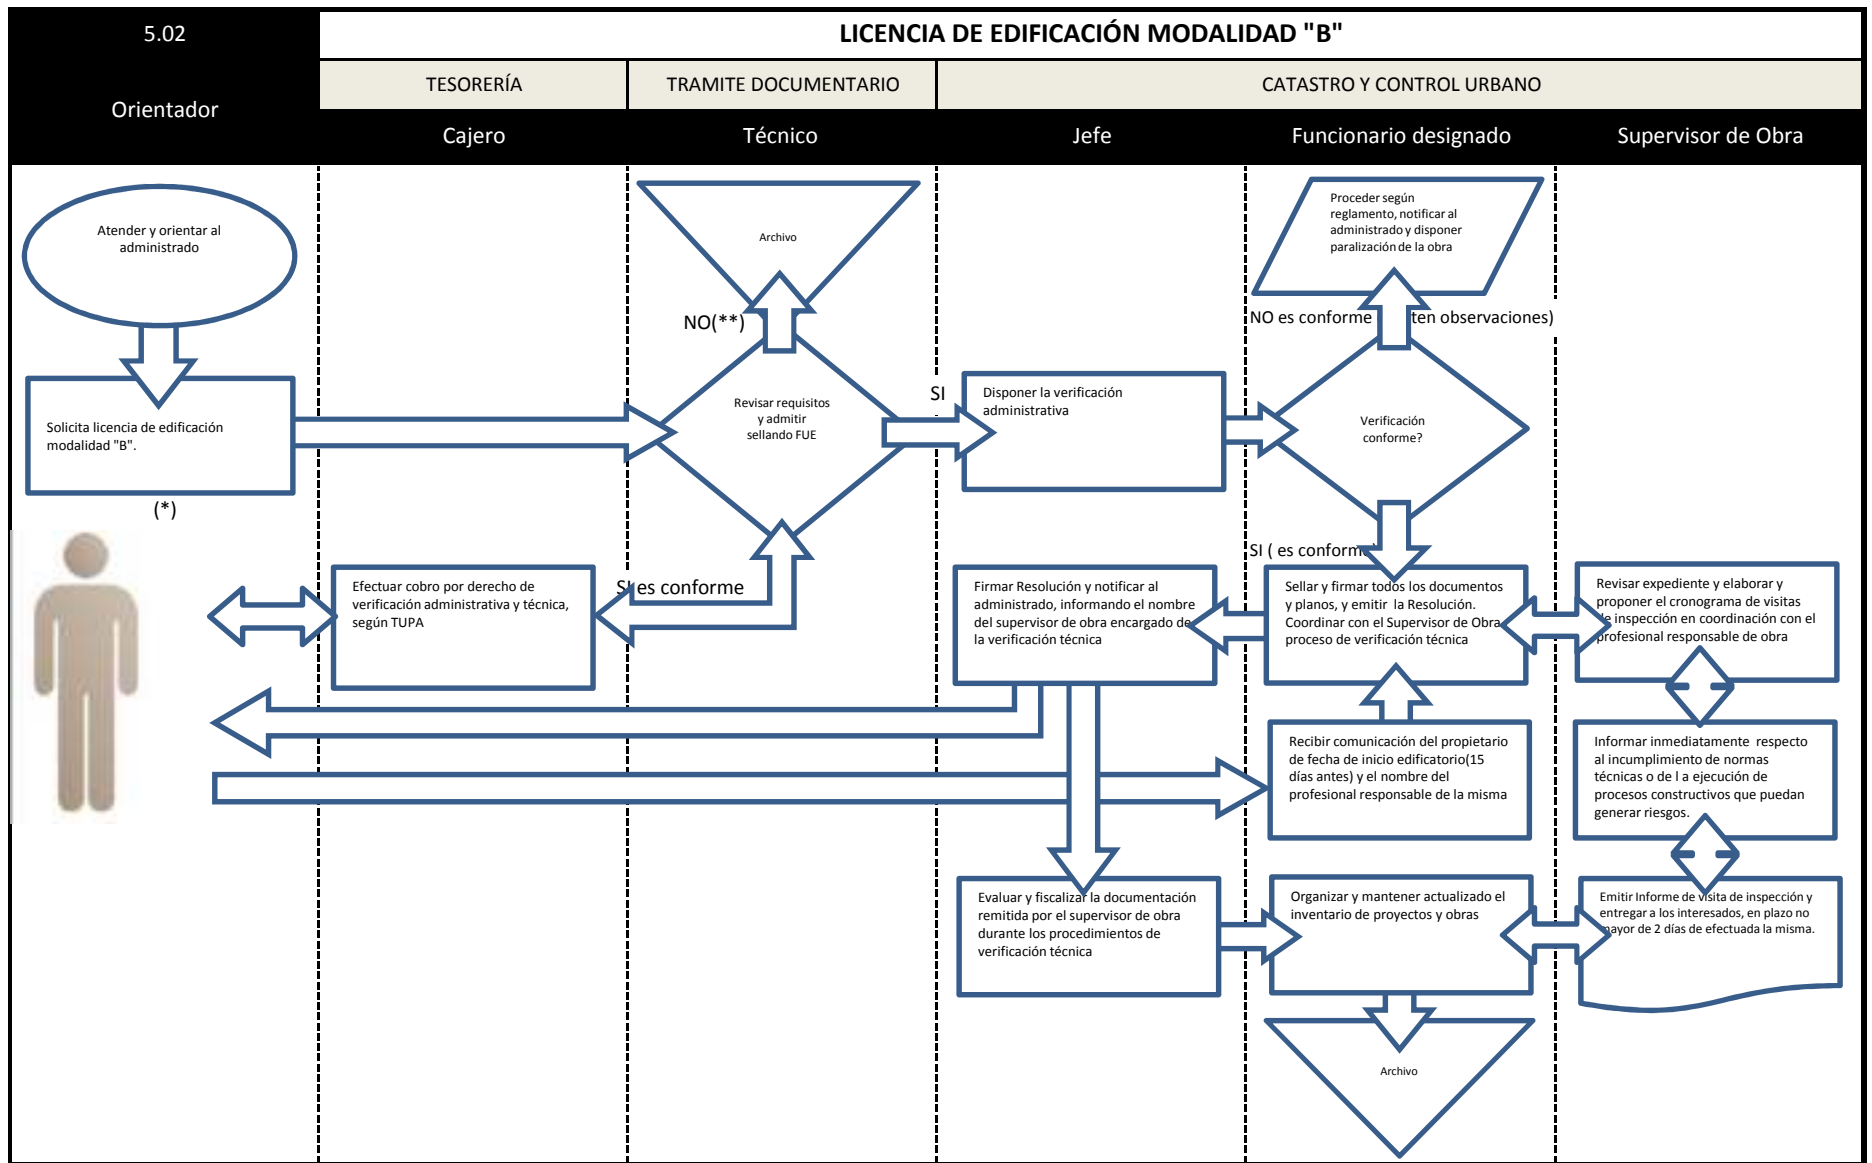 5.02
LICENCIA DE EDIFICACIÓN MODALIDAD "B"
Orientador
TESORERÍA
TRAMITE DOCUMENTARIO
CATASTRO Y CONTROL URBANO
Cajero
Técnico
Jefe
Funcionario designado
Supervisor de Obra
Atender y orientar al
administrado
Archivo
Proceder según
reglamento, notificar al
administrado y disponer
paralización de la obra
NO(**)
NO es conforme
ten observaciones)
Solicita licencia de edificación
modalidad "B".
(*)
Revisar requisitos
y admitir
sellando FUE
SI
Disponer la verificación
administrativa
Verificación
conforme?
SI ( es conforme)
Efectuar cobro por derecho de
verificación administrativa y técnica,
según TUPA
SI es conforme
Firmar Resolución y notificar al
administrado, informando el nombre
del supervisor de obra encargado de
la verificación técnica
Sellar y firmar todos los documentos
y planos, y emitir la Resolución.
Coordinar con el Supervisor de Obra
proceso de verificación técnica
Revisar expediente y elaborar y
proponer el cronograma de visitas
de inspección en coordinación con el
profesional responsable de obra
Recibir comunicación del propietario
de fecha de inicio edificatorio(15
días antes) y el nombre del
profesional responsable de la misma
Informar inmediatamente respecto
al incumplimiento de normas
técnicas o de l a ejecución de
procesos constructivos que puedan
generar riesgos.
Evaluar y fiscalizar la documentación
remitida por el supervisor de obra
durante los procedimientos de
verificación técnica
Organizar y mantener actualizado el
inventario de proyectos y obras
Emitir Informe de visita de inspección y
entregar a los interesados, en plazo no
mayor de 2 días de efectuada la misma.
Archivo